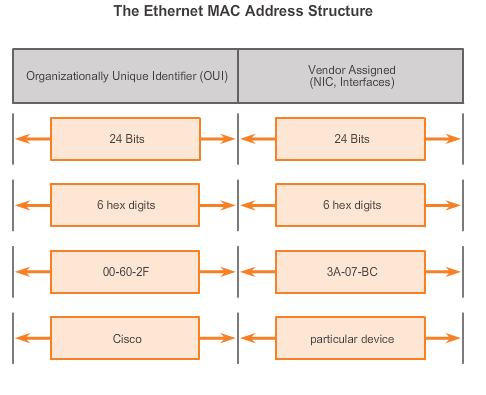 The Ethernet MAC Address Structure
Organizationally Unique Identifier (OUI)
Vendor Assigned
(NIC, Interfaces)
24 Bits
24 Bits
6 hex digits
6 hex digits
00-60-2F
3A-07-BC
Cisco
particular device